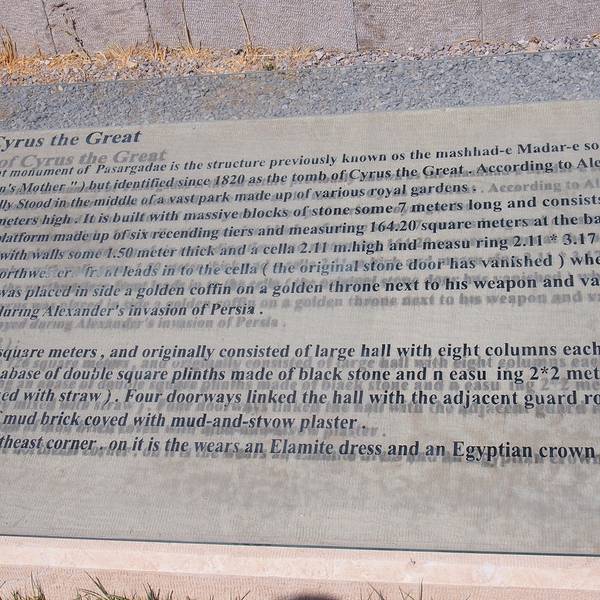 Cyrus the Great
nt monument of Pasargadae is the structure previously known os the mashhad-e Madar-e so
n's Mother " ) but identified since 1820 as the tomb of Cyrus the Great . According to Ale
lly Stood in the middle of a vast park made up of various royal gardens .
meters high . It is built with massive blocks of stone some 7 meters long and consists
platform made up of six recending tiers and measuring 164.20 square meters at the ba
with walls some 1.50 meter thick and a cella 2.11 m.high and measu ring 2.11 * 3.17
orthwes er fr nt leads in to the cella ( the original stone door has vanished ) whe
was placed in side a golden coffin on a golden throne next to his weapon and va
during Alexander's invasion of Persia .
square meters , and originally consisted of large hall with eight columns each
abase of double square plinths made of black stone and n easu ing 2*2 met
ed with straw ) . Four doorways linked the hall with the adjacent guard ro
mud brick coved with mud-and-stvow plaster .
theast corner , on it is the wears an Elamite dress and an Egyptian crown